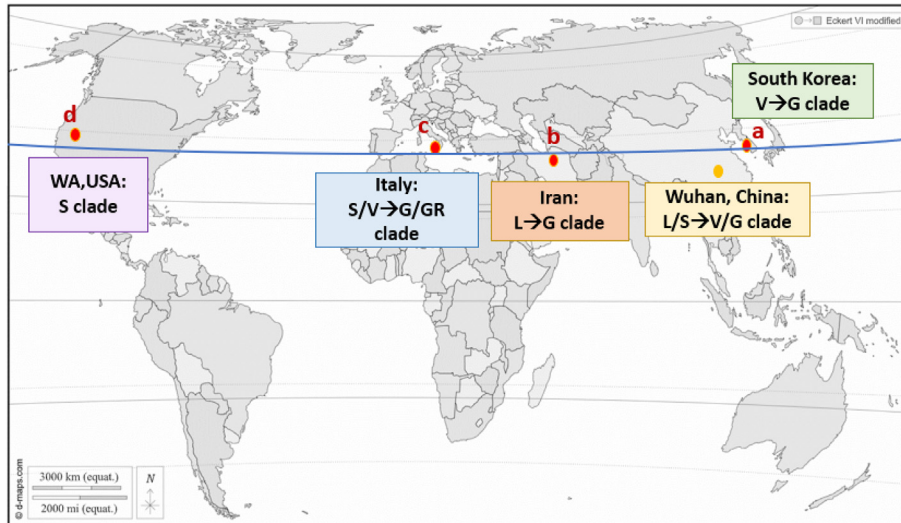 Eckert VI modified
South Korea:
V→G clade
d
a
c
b
WA,USA:
S clade
Italy:
S/V→G/GR
clade
Iran:
L→G clade
Wuhan, China:
L/S→V/G clade
3000 km (equat.)
2000 mi (equat.)
N
© d-maps.com